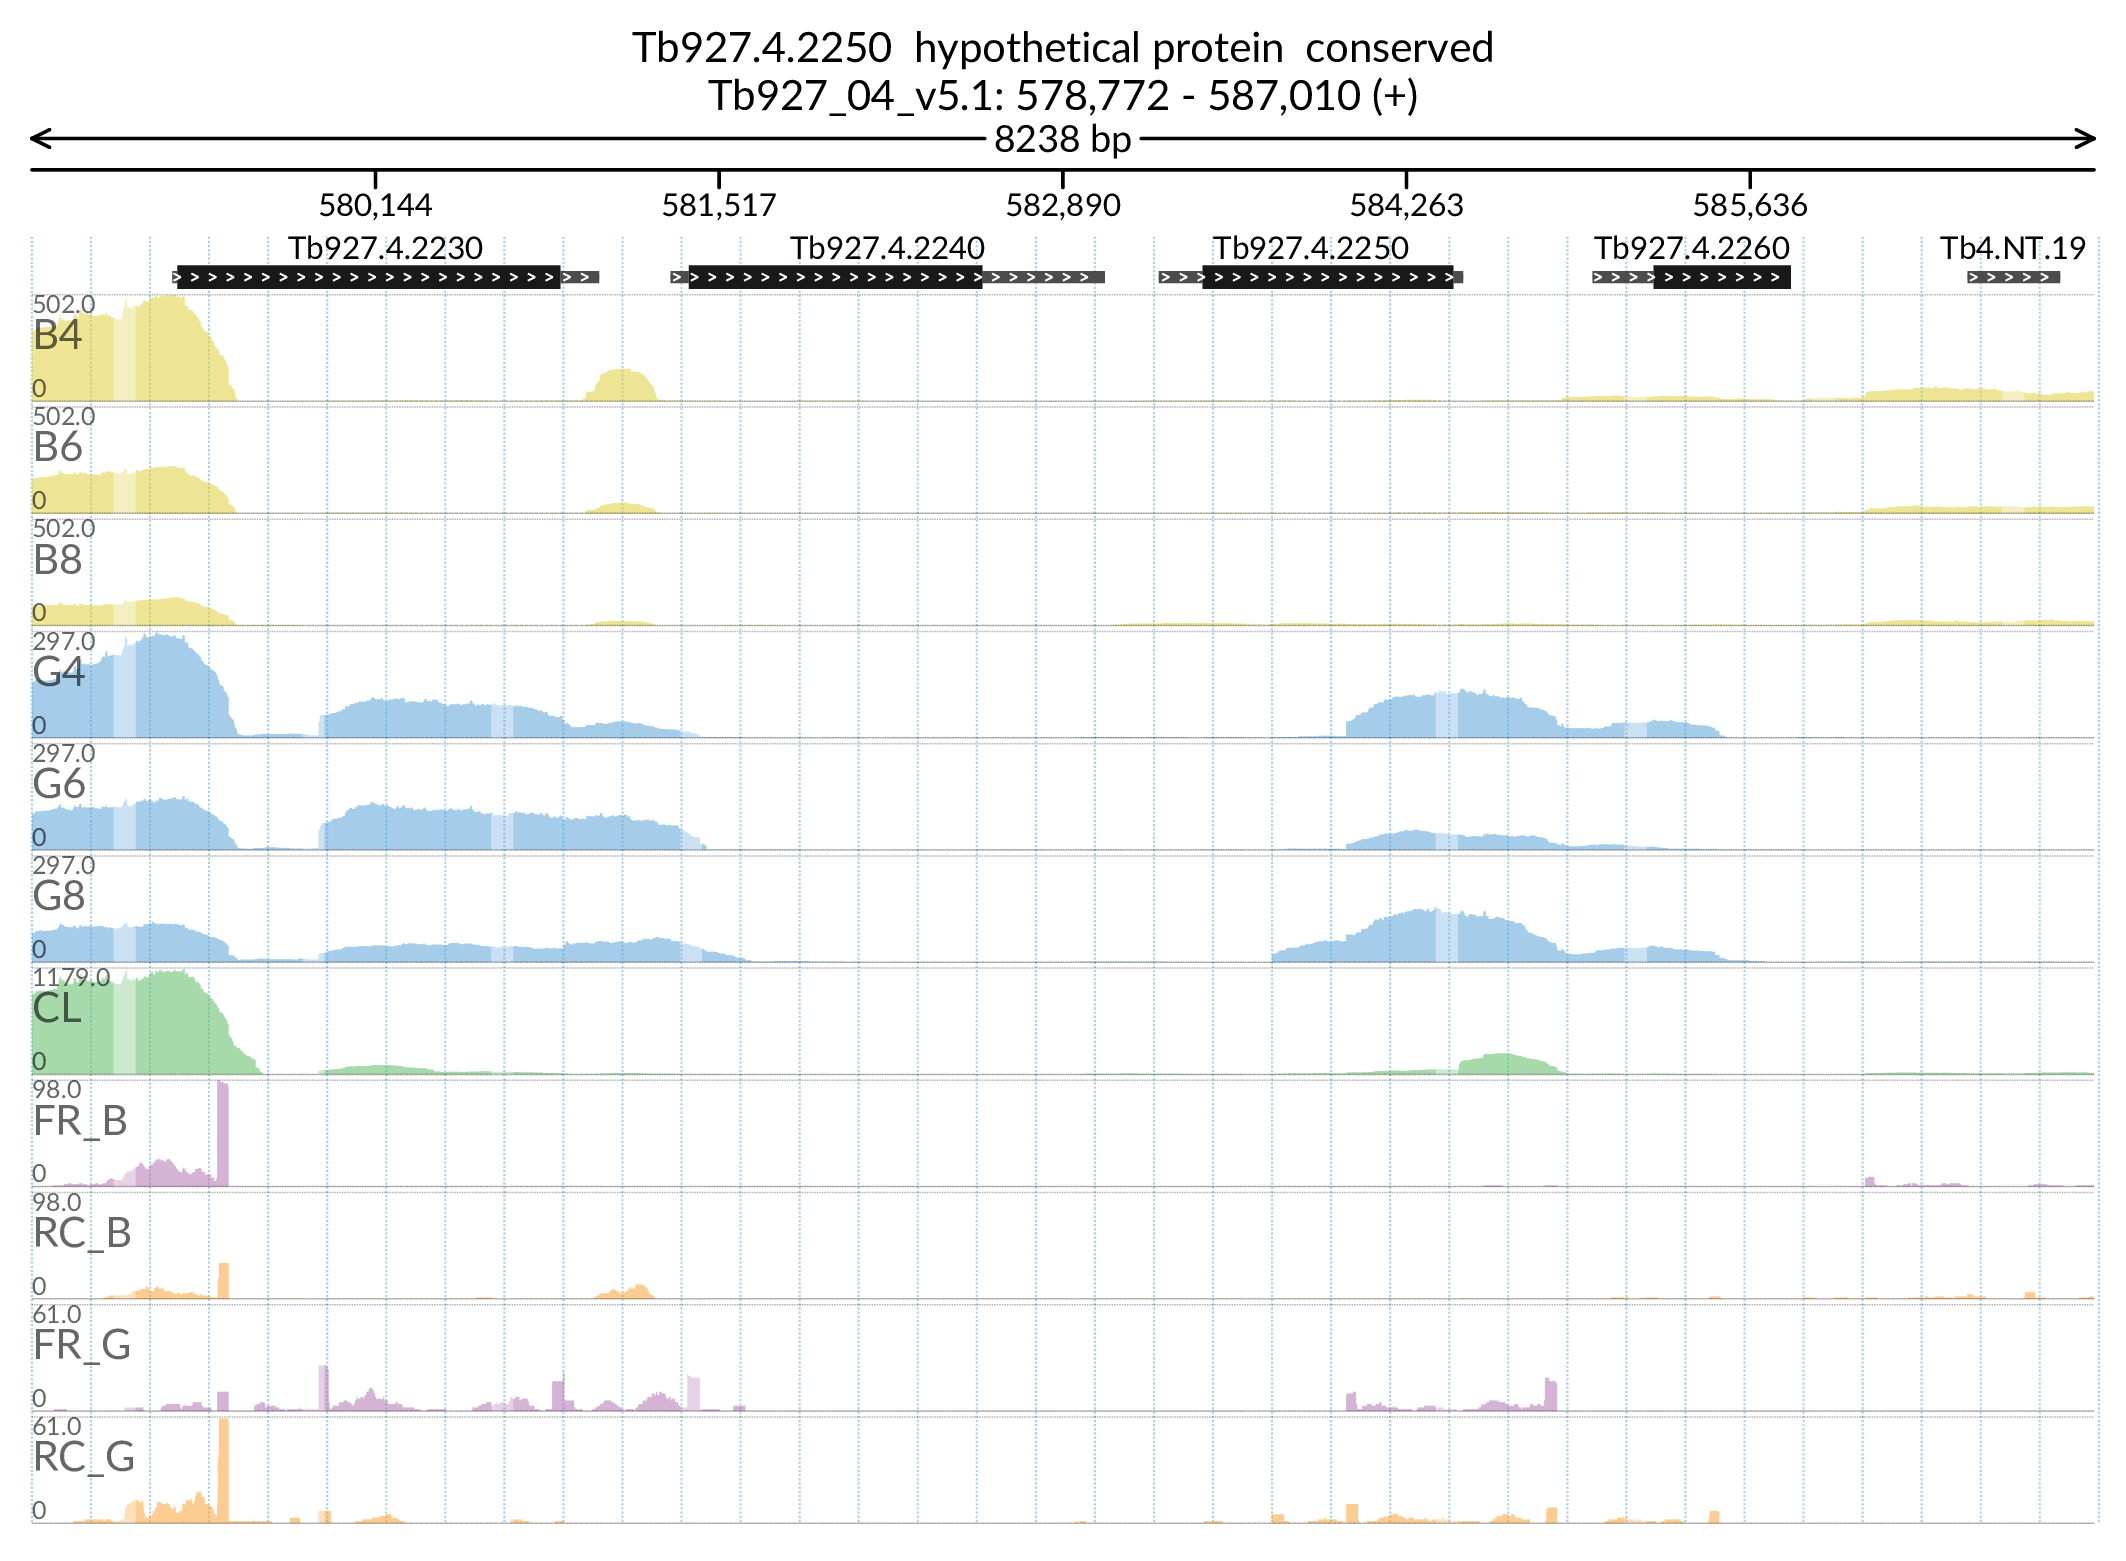 Tb927.4.2250 hypothetical protein conserved
Tb927_04_v5.1: 578,772 - 587,010 (+)
8238 bp
580,144 581,517 582,890 584,263 585,636
Tb927.4.2230 Tb927.4.2240 Tb927.4.2250 Tb927.4.2260 Tb4.NT.19
502.0
B4
0
502.0
B6
0
502.0
B8
0
297.0
G4
0
297.0
G6
0
297.0
G8
0
1179.0
CL
0
98.0
FR_B
0
98.0
RC_B
0
61.0
FR_G
0
61.0
RC_G
0